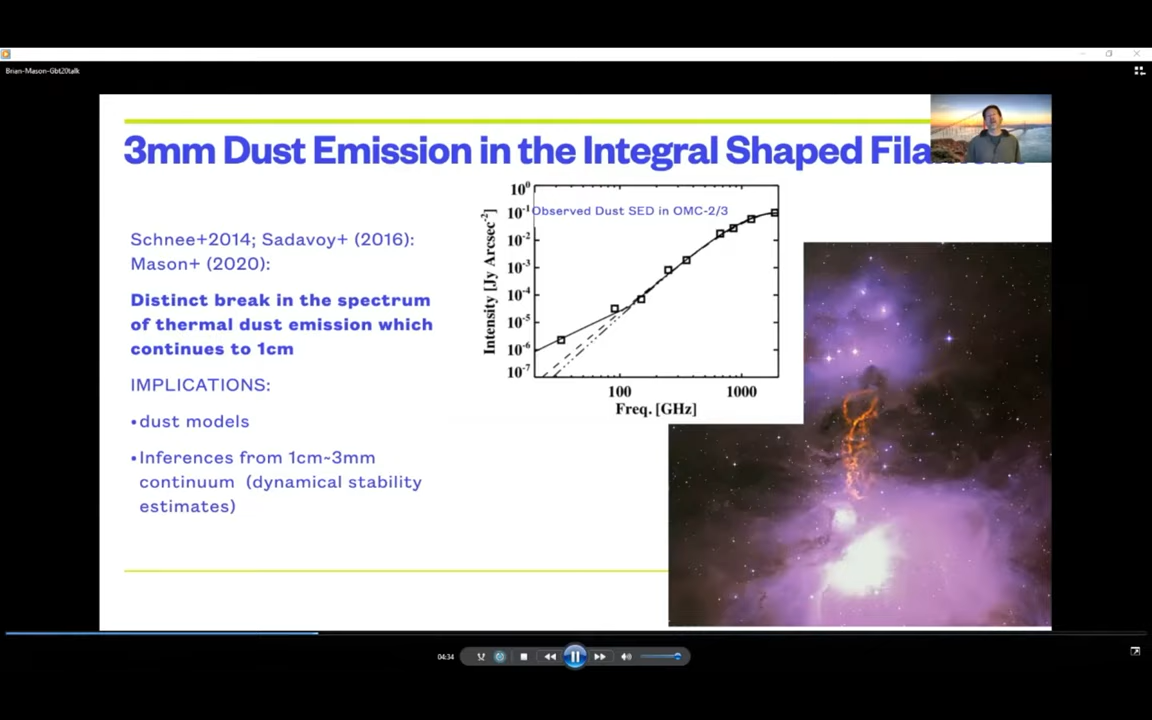 Brian-Mason-Gbt20talk
3mm Dust Emission in the Integral Shaped
Schnee+2014; Sadavoy+ (2016):
Mason+ (2020):
Distinct break in the spectrum
of thermal dust emission which
continues to 1cm
IMPLICATIONS:
•dust models
•Inferences from 1cm~3mm
continuum (dynamical stability
estimates)
Observed Dust SED in OMC-2/3
Intensity [Jy Arcsec⁻²]
10⁰
10⁻¹
10⁻²
10⁻³
10⁻⁴
10⁻⁵
10⁻⁶
10⁻⁷
100 1000
Freq. [GHz]
04:34